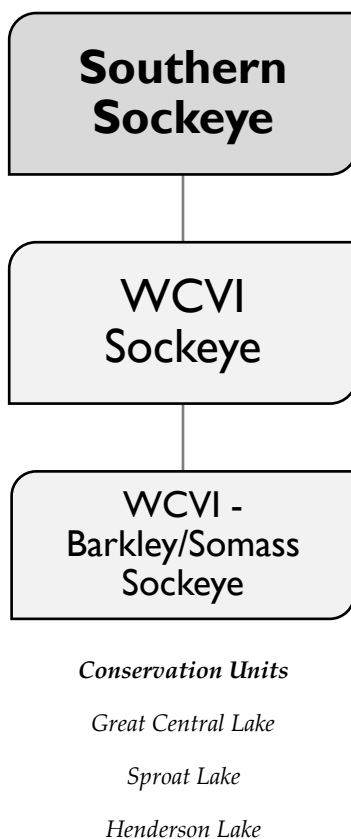 Southern
Sockeye
WCVI
Sockeye
WCVI -
Barkley/Somass
Sockeye
Conservation Units
Great Central Lake
Sproat Lake
Henderson Lake